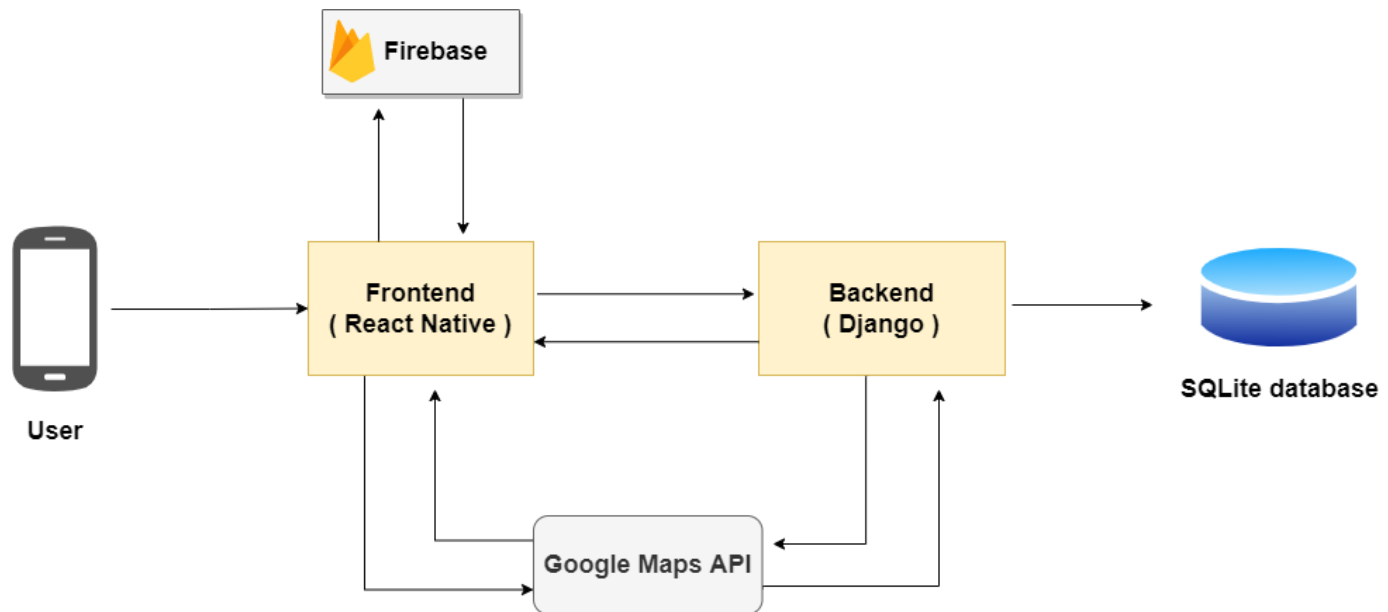 Firebase
Frontend
( React Native )
Backend
( Django )
SQLite database
User
Google Maps API